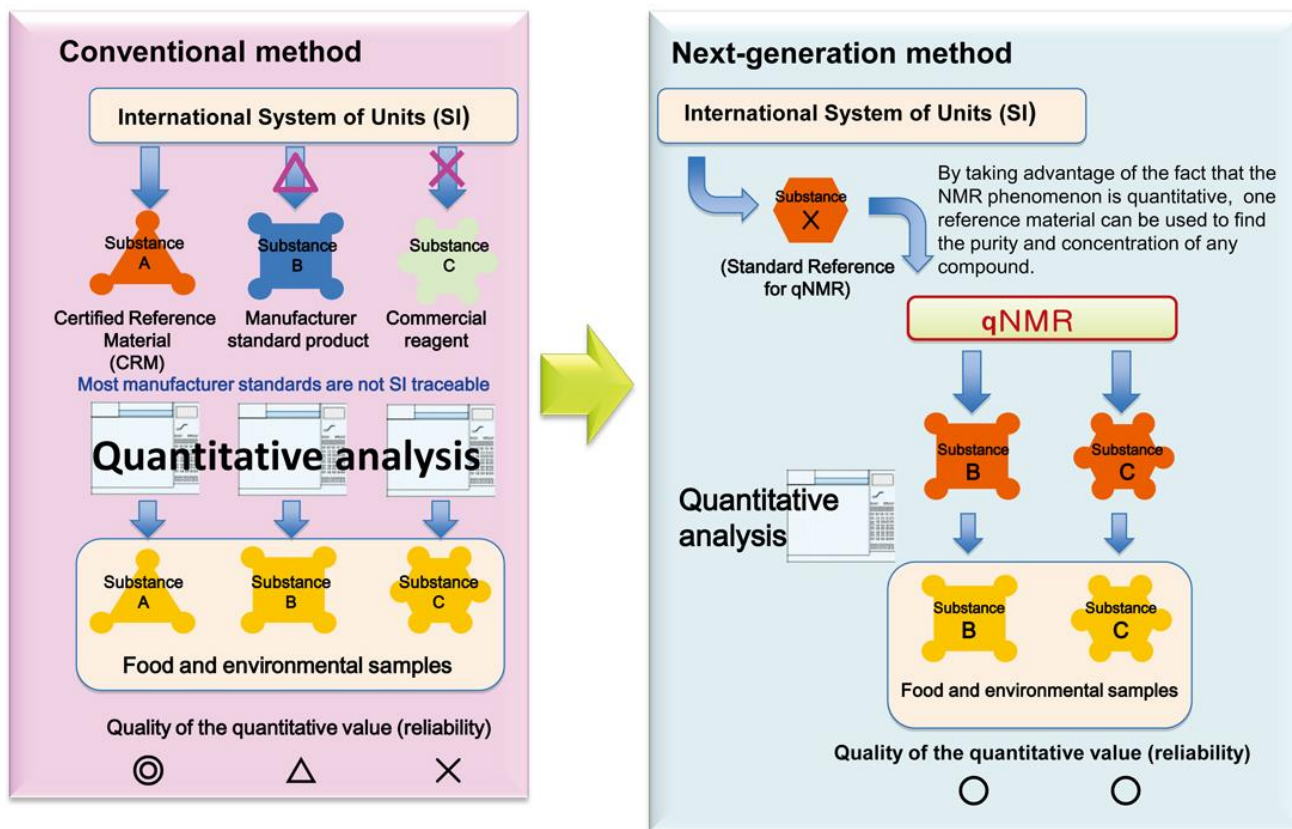 Conventional method
International System of Units (SI)
Substance
A
Substance
B
Substance
C
Certified Reference
Material
(CRM)
Manufacturer
standard product
Commercial
reagent
Most manufacturer standards are not SI traceable
Quantitative analysis
Substance
A
Substance
B
Substance
C
Food and environmental samples
Quality of the quantitative value (reliability)
◎ △ ×
Next-generation method
International System of Units (SI)
Substance
X
(Standard Reference
for qNMR)
By taking advantage of the fact that the
NMR phenomenon is quantitative, one
reference material can be used to find
the purity and concentration of any
compound.
qNMR
Substance
B
Substance
C
Quantitative
analysis
Substance
B
Substance
C
Food and environmental samples
Quality of the quantitative value (reliability)
○ ○